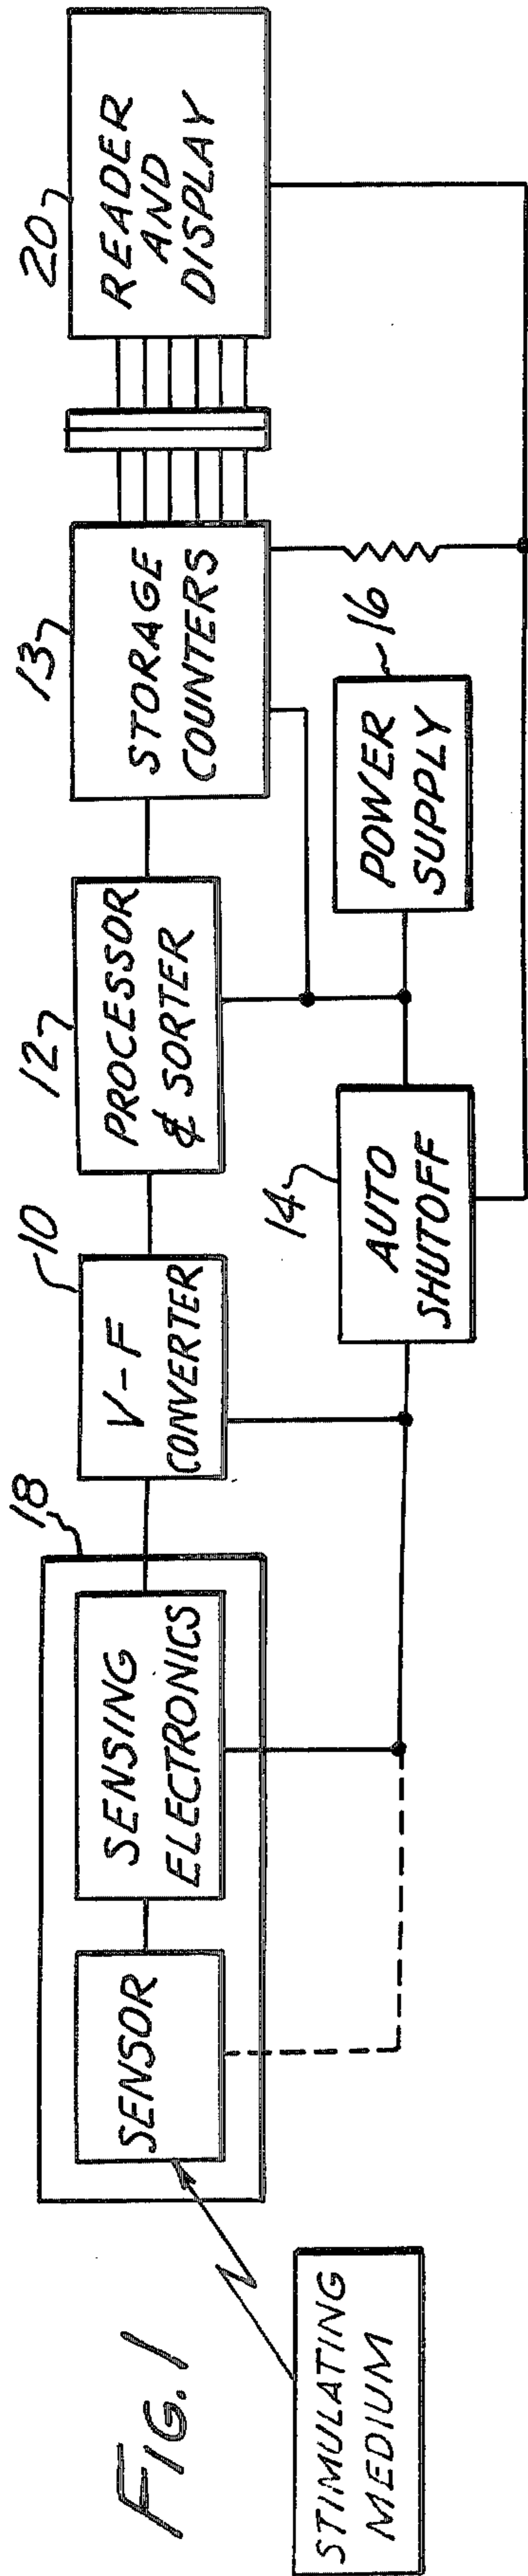 FIG. 1
STIMULATING
MEDIUM
18
SENSOR
SENSING
ELECTRONICS
10
V-F
CONVERTER
12
PROCESSOR
& SORTER
13
STORAGE
COUNTERS
20
READER
AND
DISPLAY
14
AUTO
SHUTOFF
16
POWER
SUPPLY